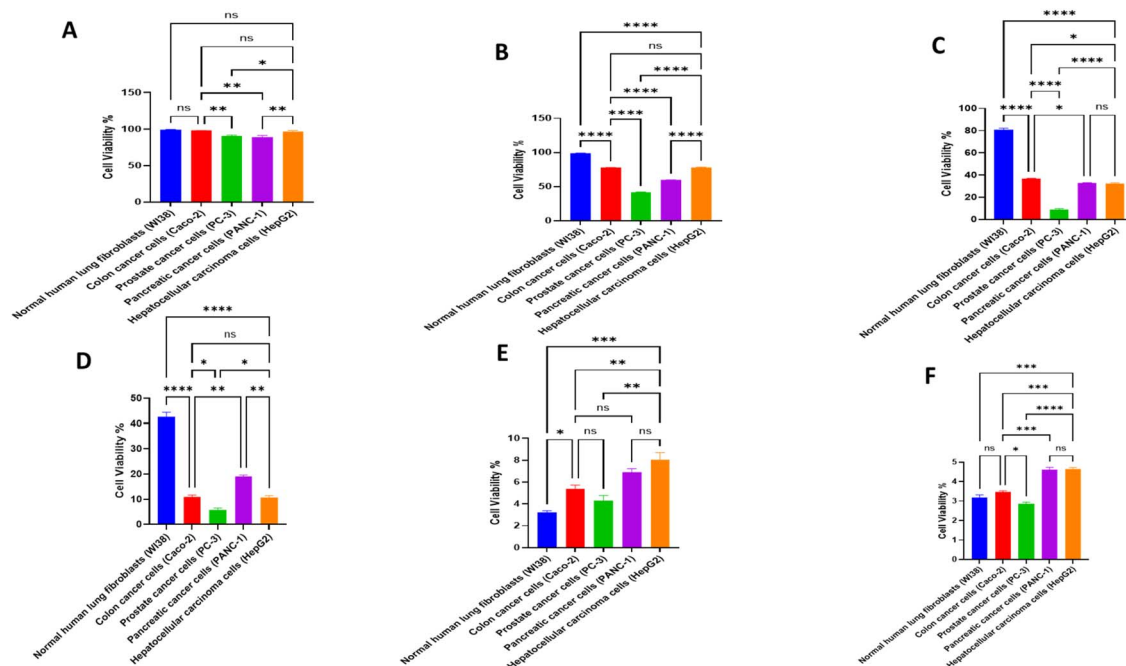 A
ns
ns
*
**
ns
**
**
150
100
50
0
Cell Viability %
Normal human lung fibroblasts (WI38)
Colon cancer cells (Caco-2)
Prostate cancer cells (PC-3)
Pancreatic cancer cells (PANC-1)
Hepatocellular carcinoma cells (HepG2)
B
****
ns
****
****
****
****
****
150
100
50
0
Cell Viability %
Normal human lung fibroblasts (WI38)
Colon cancer cells (Caco-2)
Prostate cancer cells (PC-3)
Pancreatic cancer cells (PANC-1)
Hepatocellular carcinoma cells (HepG2)
C
****
*
****
****
****
*
ns
80
60
40
20
0
Cell Viability %
Normal human lung fibroblasts (WI38)
Colon cancer cells (Caco-2)
Prostate cancer cells (PC-3)
Pancreatic cancer cells (PANC-1)
Hepatocellular carcinoma cells (HepG2)
D
****
ns
*
*
****
**
**
50
40
30
20
10
0
Cell Viability %
Normal human lung fibroblasts (WI38)
Colon cancer cells (Caco-2)
Prostate cancer cells (PC-3)
Pancreatic cancer cells (PANC-1)
Hepatocellular carcinoma cells (HepG2)
E
***
**
**
ns
*
ns
ns
8
6
4
2
0
Cell Viability %
Normal human lung fibroblasts (WI38)
Colon cancer cells (Caco-2)
Prostate cancer cells (PC-3)
Pancreatic cancer cells (PANC-1)
Hepatocellular carcinoma cells (HepG2)
F
***
***
****
***
ns
*
ns
5
4
3
2
1
0
Cell Viability %
Normal human lung fibroblasts (WI38)
Colon cancer cells (Caco-2)
Prostate cancer cells (PC-3)
Pancreatic cancer cells (PANC-1)
Hepatocellular carcinoma cells (HepG2)